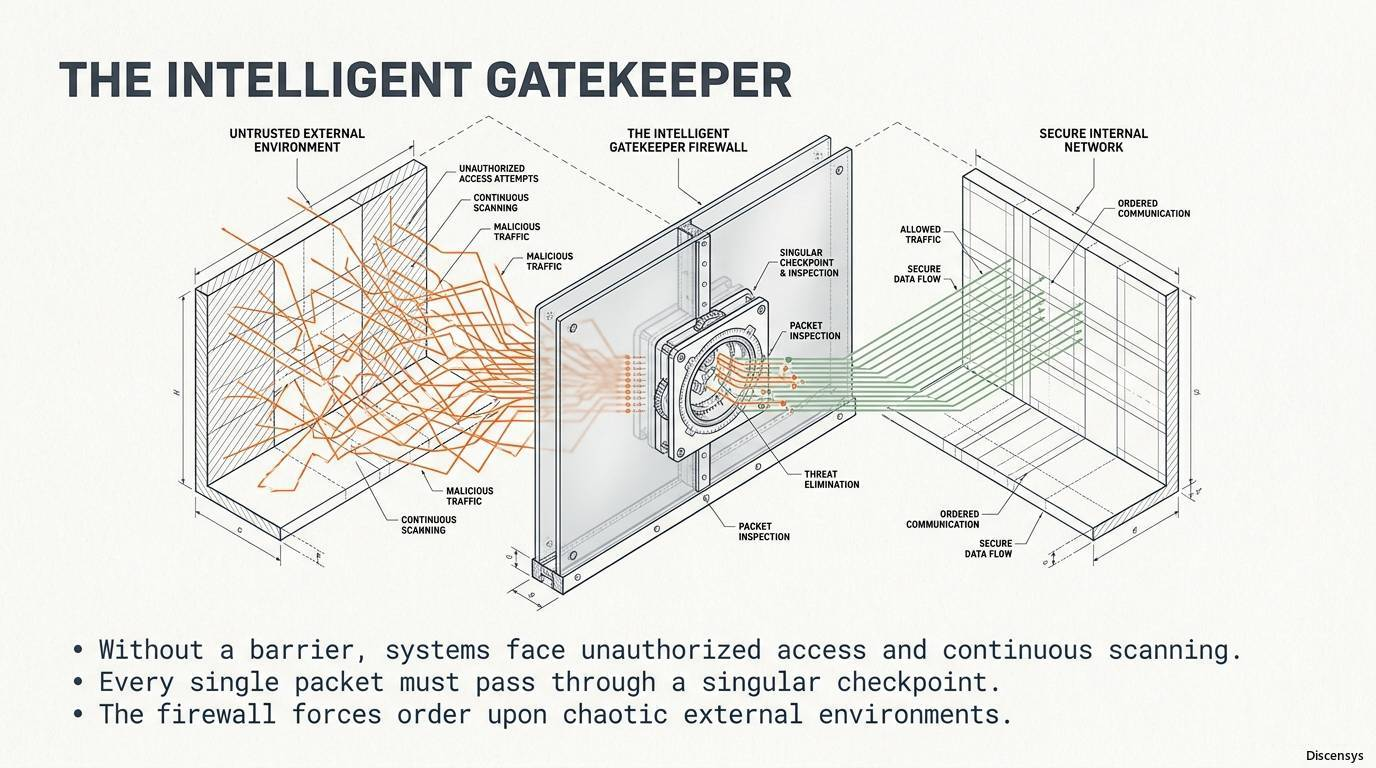 THE INTELLIGENT GATEKEEPER
UNTRUSTED EXTERNAL
ENVIRONMENT
THE INTELLIGENT
GATEKEEPER FIREWALL
SECURE INTERNAL
NETWORK
UNAUTHORIZED
ACCESS ATTEMPTS
CONTINUOUS
SCANNING
MALICIOUS
TRAFFIC
MALICIOUS
TRAFFIC
SINGULAR
CHECKPOINT
& INSPECTION
PACKET
INSPECTION
ORDERED
COMMUNICATION
ALLOWED
TRAFFIC
SECURE
DATA FLOW
MALICIOUS
TRAFFIC
CONTINUOUS
SCANNING
THREAT
ELIMINATION
PACKET
INSPECTION
ORDERED
COMMUNICATION
SECURE
DATA FLOW
• Without a barrier, systems face unauthorized access and continuous scanning.
• Every single packet must pass through a singular checkpoint.
• The firewall forces order upon chaotic external environments.
Discensys